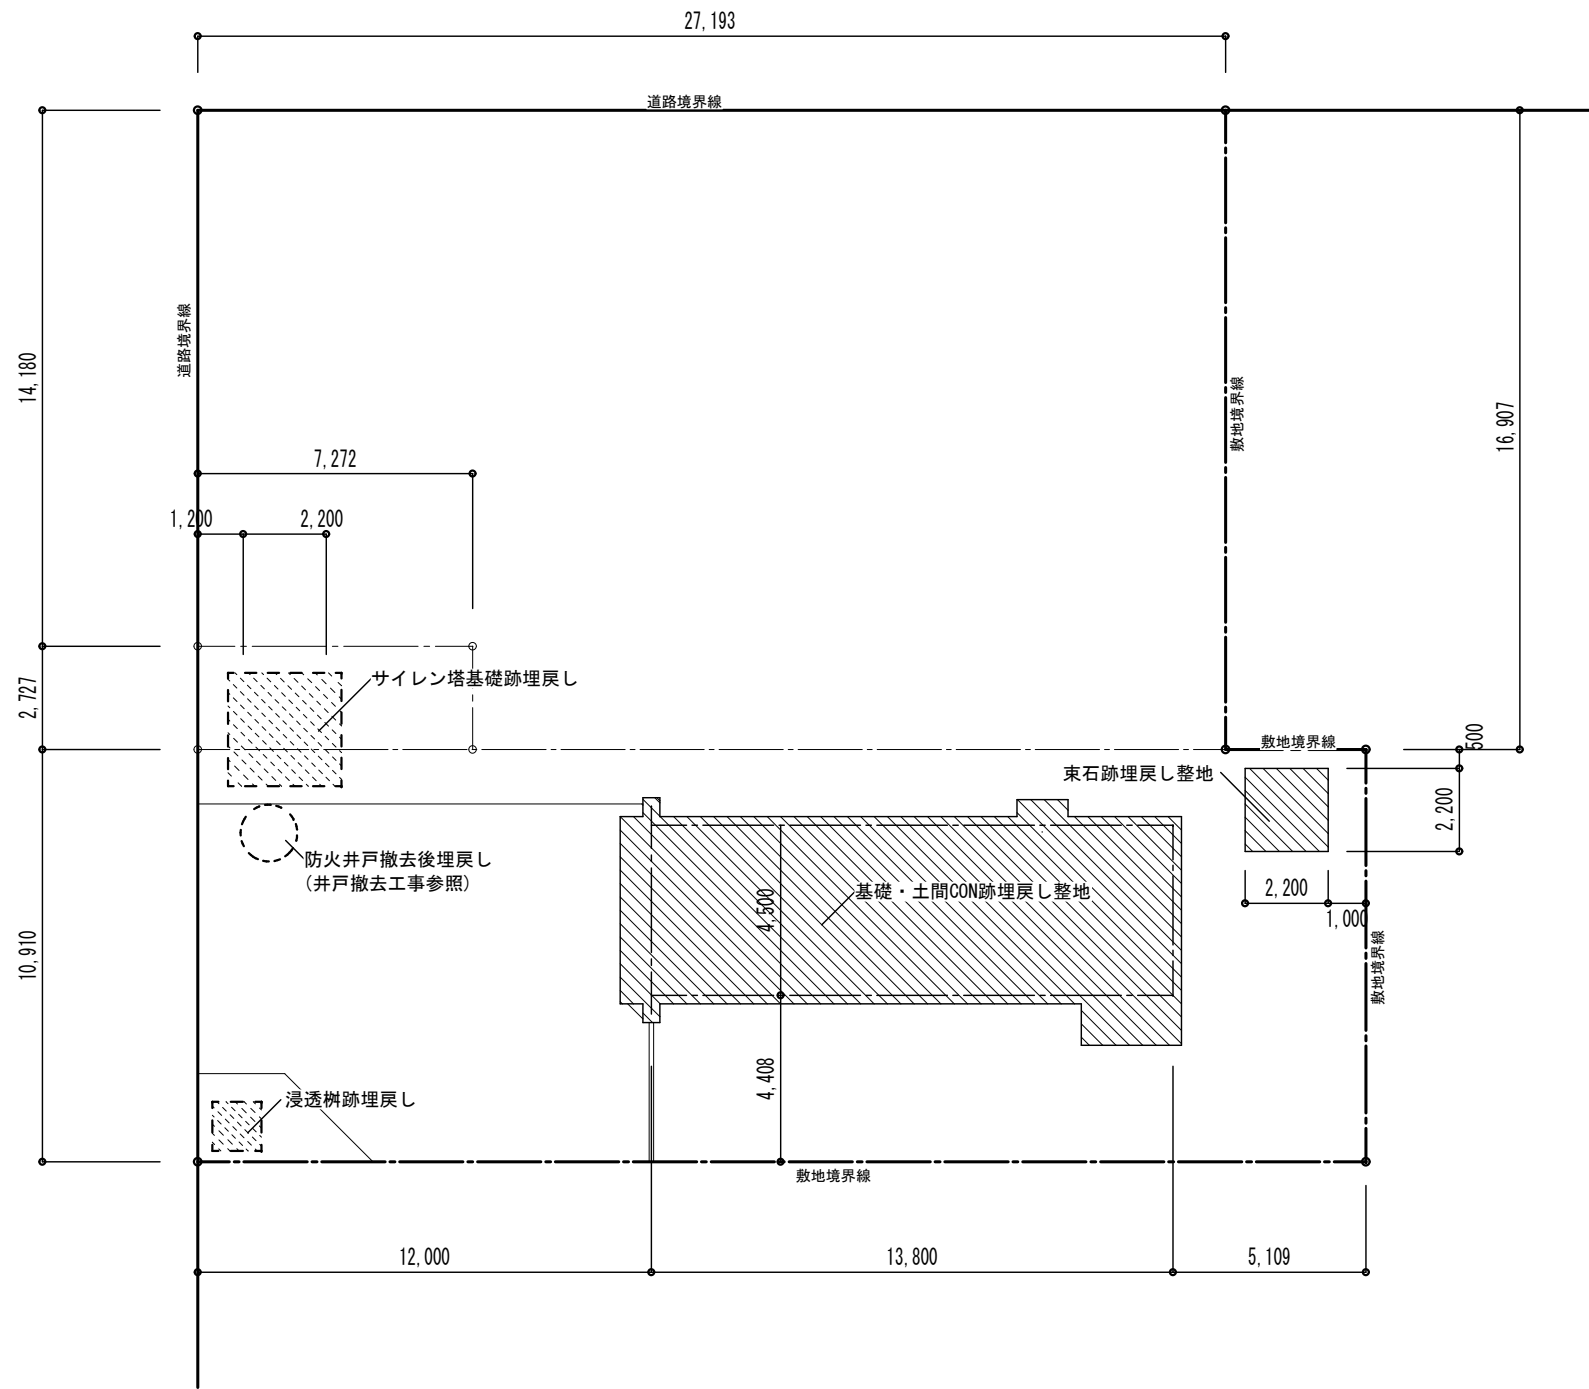 27,193
道路境界線
道路境界線
14,180
敷地境界線
16,907
7,272
1,200
2,200
サイレン塔基礎跡埋戻し
2,727
敷地境界線
500
束石跡埋戻し整地
2,200
防火井戸撤去後埋戻し
(井戸撤去工事参照)
4,500
基礎・土間CON跡埋戻し整地
2,200
1,000
敷地境界線
10,910
4,408
浸透桝跡埋戻し
敷地境界線
12,000
13,800
5,109